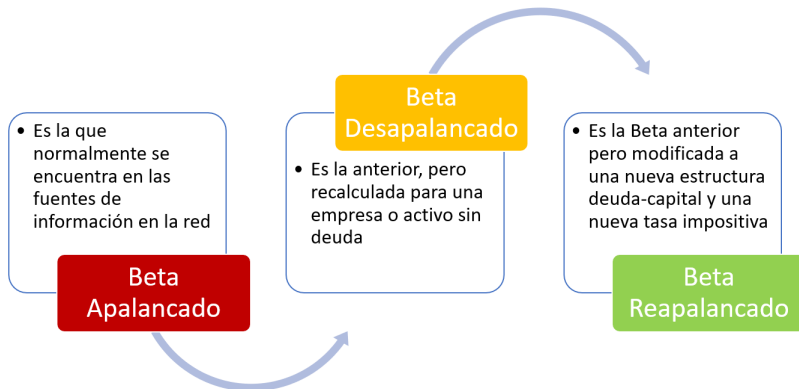 • Es la que
normalmente se
encuentra en las
fuentes de
información en la red
Beta
Apalancado
Beta
Desapalancado
• Es la anterior, pero
recalculada para una
empresa o activo sin
deuda
• Es la Beta anterior
pero modificada a
una nueva estructura
deuda-capital y una
nueva tasa impositiva
Beta
Reapalancado